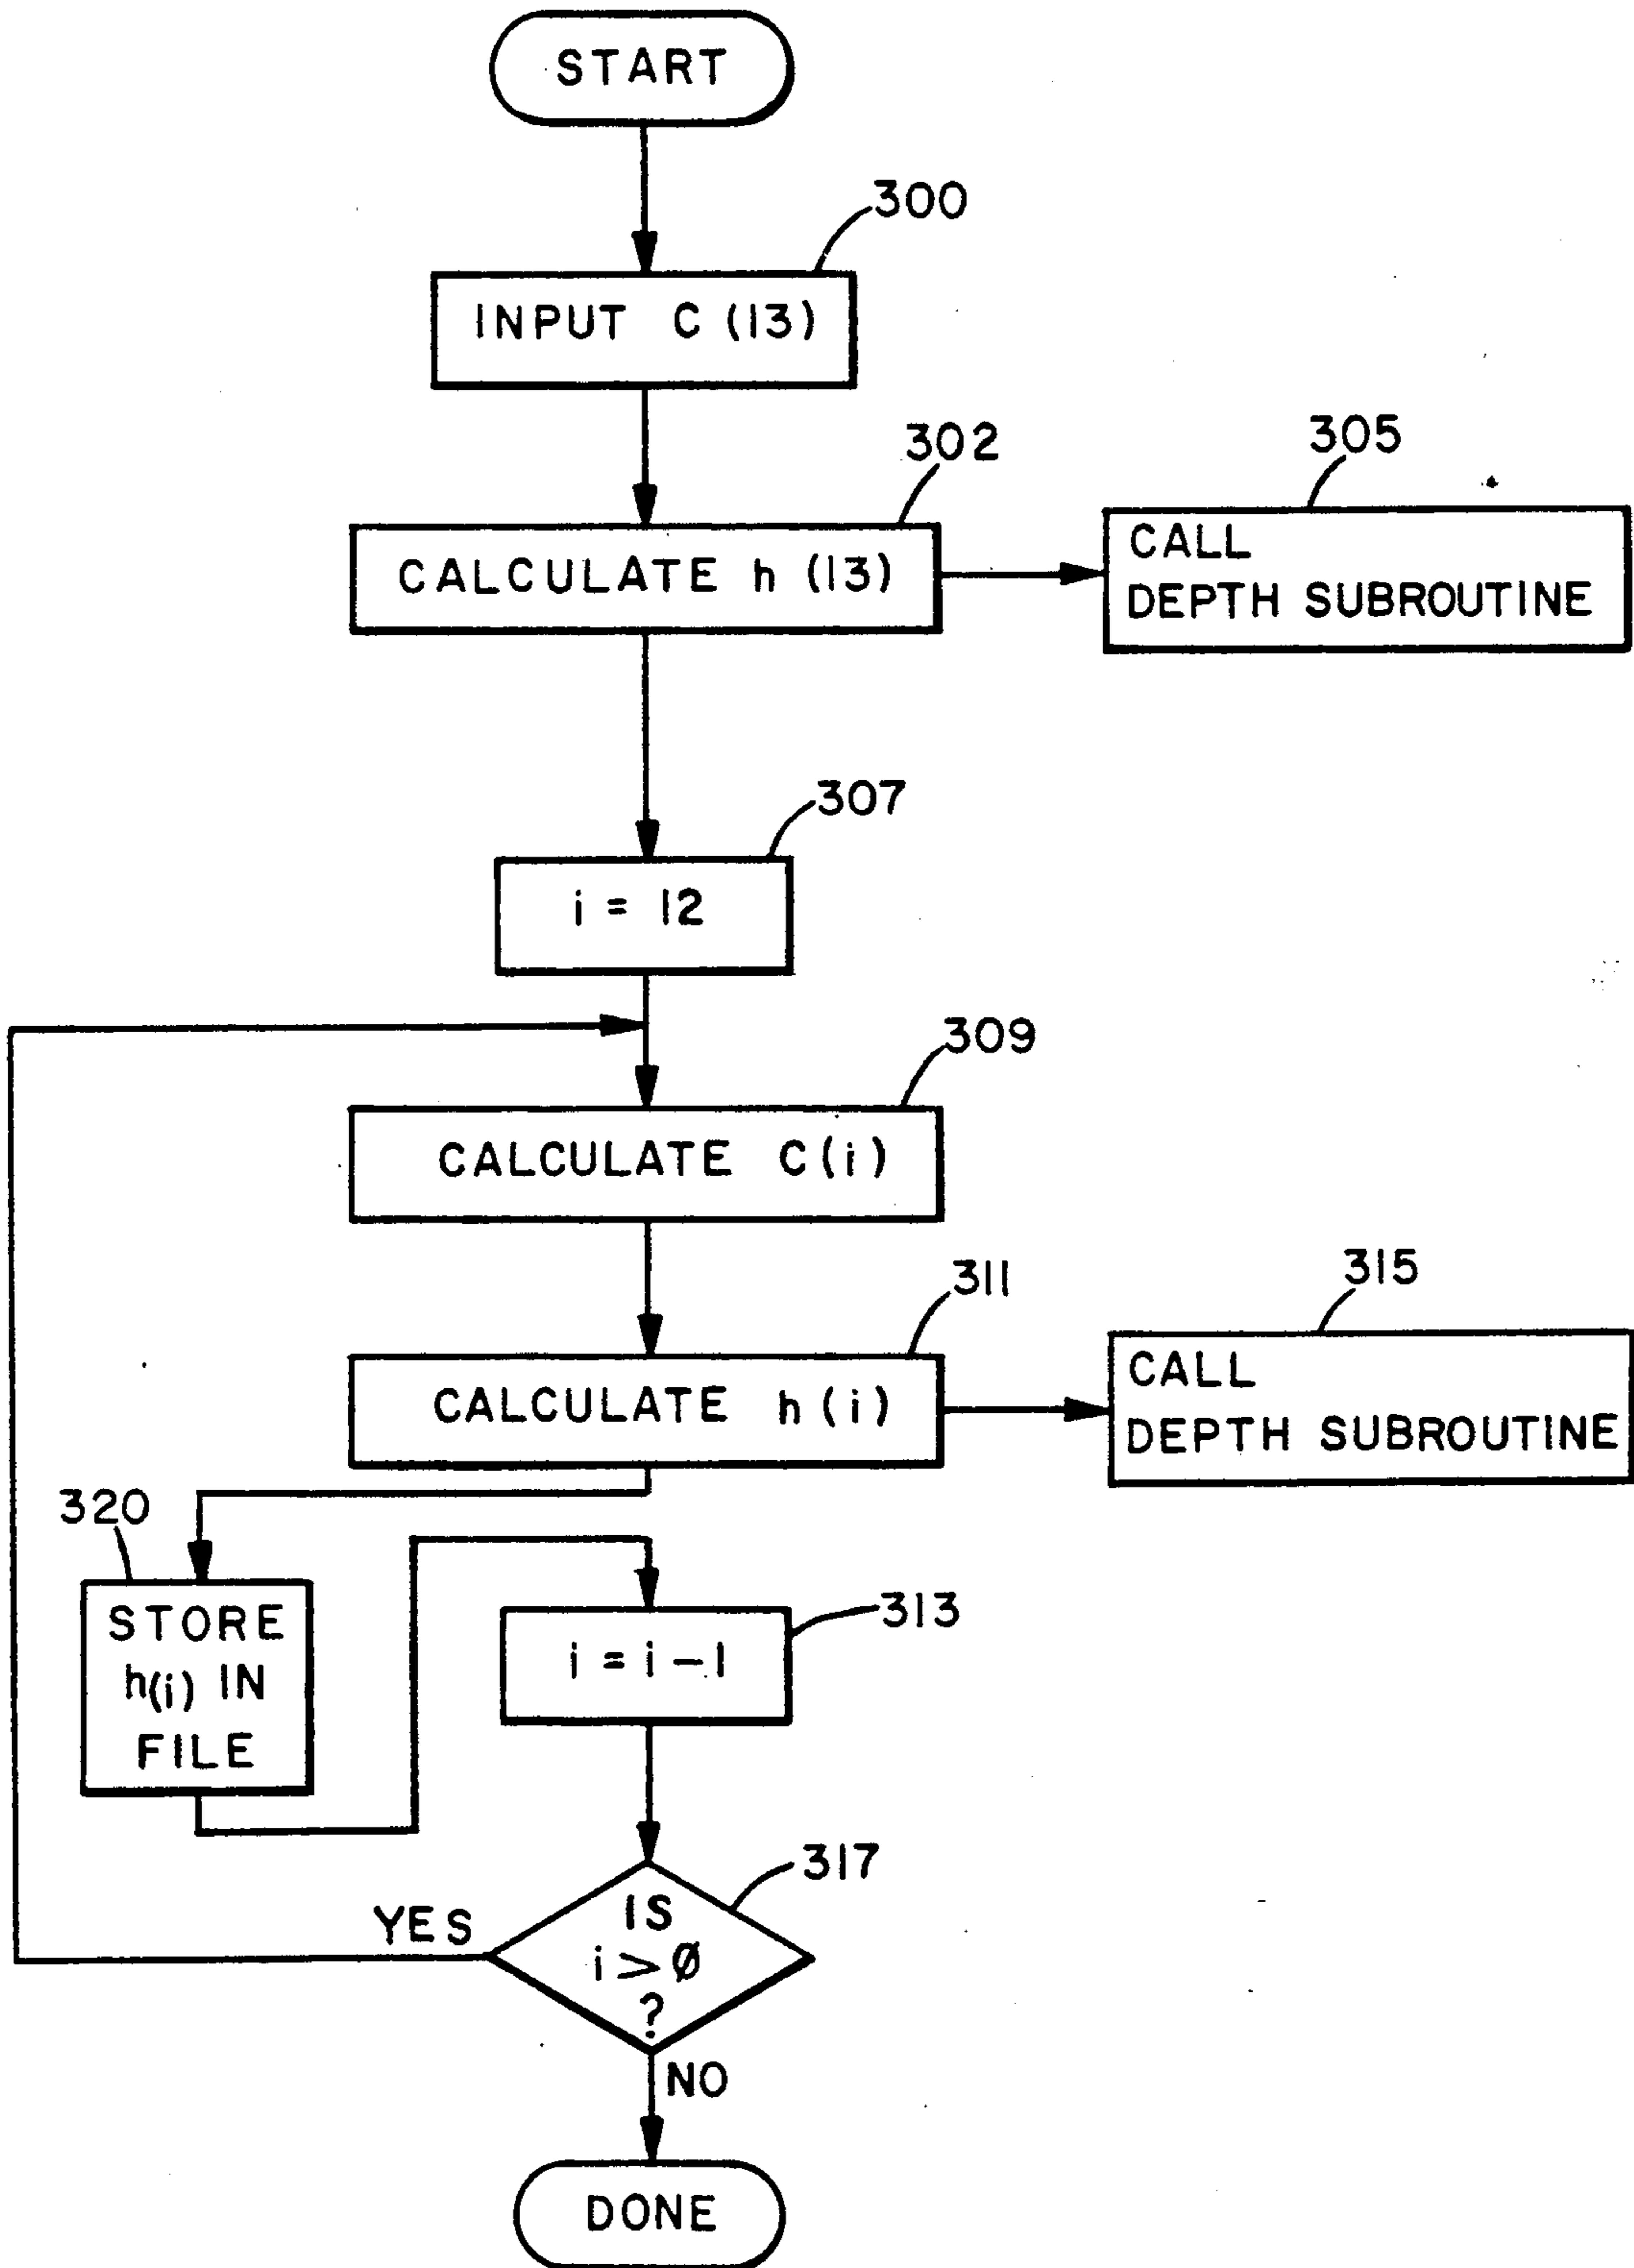 START
300
INPUT C (13)
302
305
CALCULATE h (13)
CALL
DEPTH SUBROUTINE
307
i = 12
309
CALCULATE C(i)
311
315
CALCULATE h(i)
CALL
DEPTH SUBROUTINE
320
STORE
h(i) IN
FILE
313
i = i - 1
317
YES
IS
i > Ø
?
NO
DONE